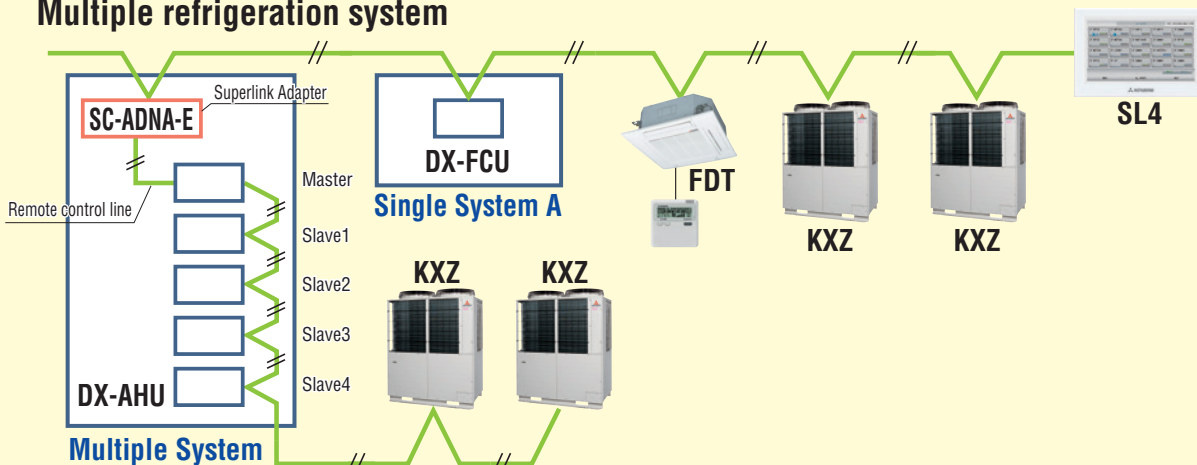 Multiple refrigeration system
SC-ADNA-E
Superlink Adapter
Remote control line
Master
Slave1
Slave2
Slave3
Slave4
DX-AHU
Multiple System
DX-FCU
Single System A
FDT
KXZ
KXZ
SL4
KXZ
KXZ